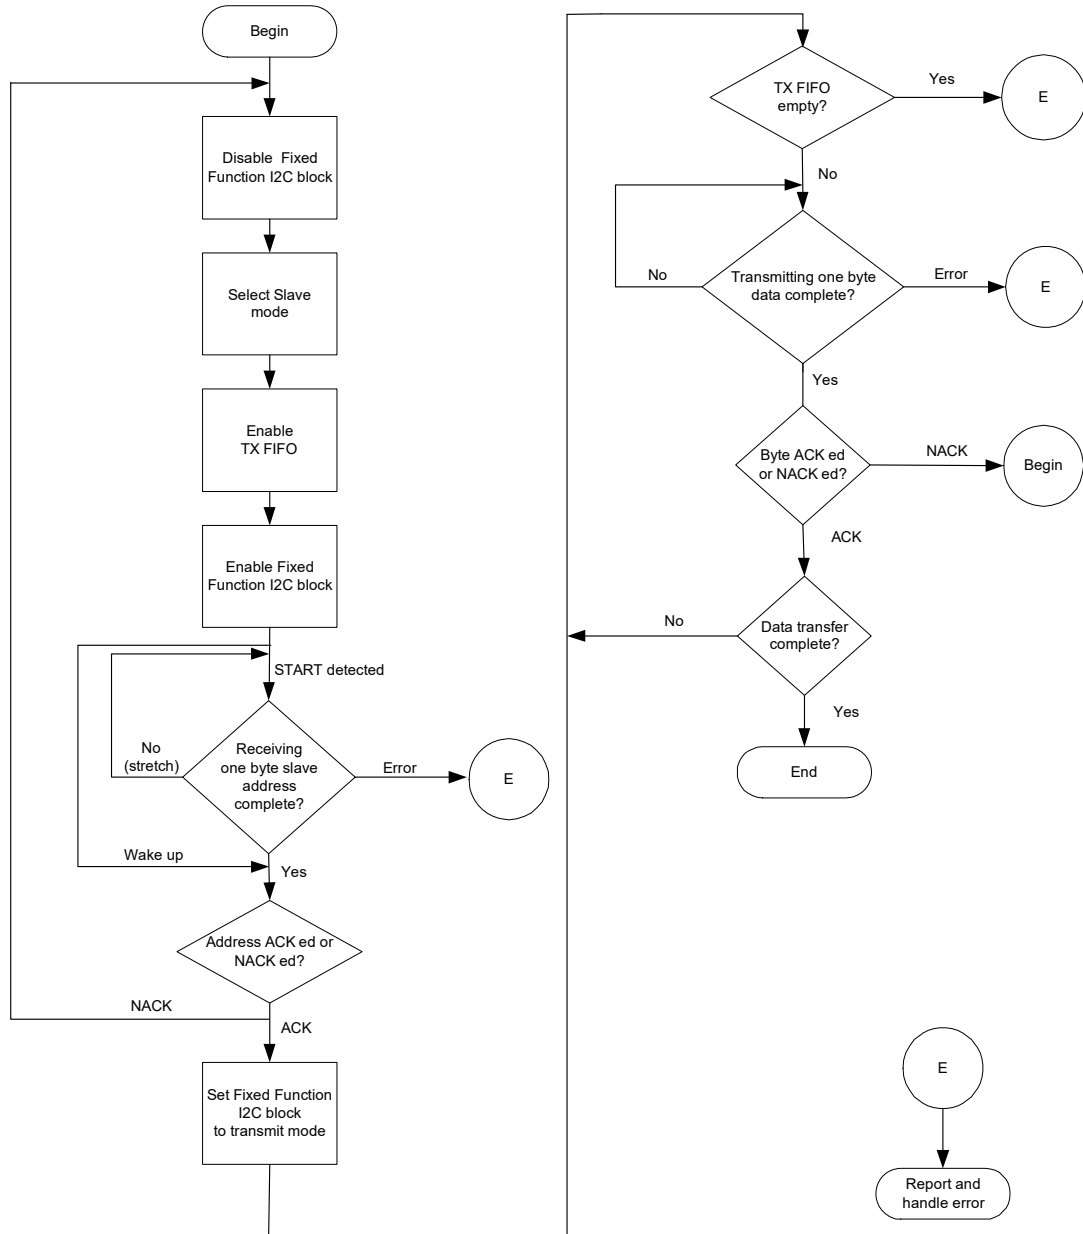 Begin
Disable  Fixed
Function I2C block
Select Slave
mode
Enable
TX FIFO
Enable Fixed
Function I2C block
START detected
No
(stretch)
Receiving
one byte slave
address
complete?
Error
E
Wake up
Yes
Address ACK ed or
NACK ed?
NACK
ACK
Set Fixed Function
I2C block
to transmit mode
TX FIFO
empty?
Yes
E
No
No
Transmitting one byte
data complete?
Error
E
Yes
Byte ACK ed
or NACK ed?
NACK
Begin
ACK
No
Data transfer
complete?
Yes
End
E
Report and
handle error